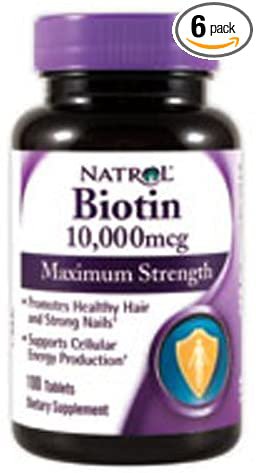 6
pack
NATROL®
Biotin
10,000mcg
Maximum Strength
• Promotes Healthy Hair
and Strong Nails†
• Supports Cellular
Energy Production†
100 Tablets
Dietary Supplement